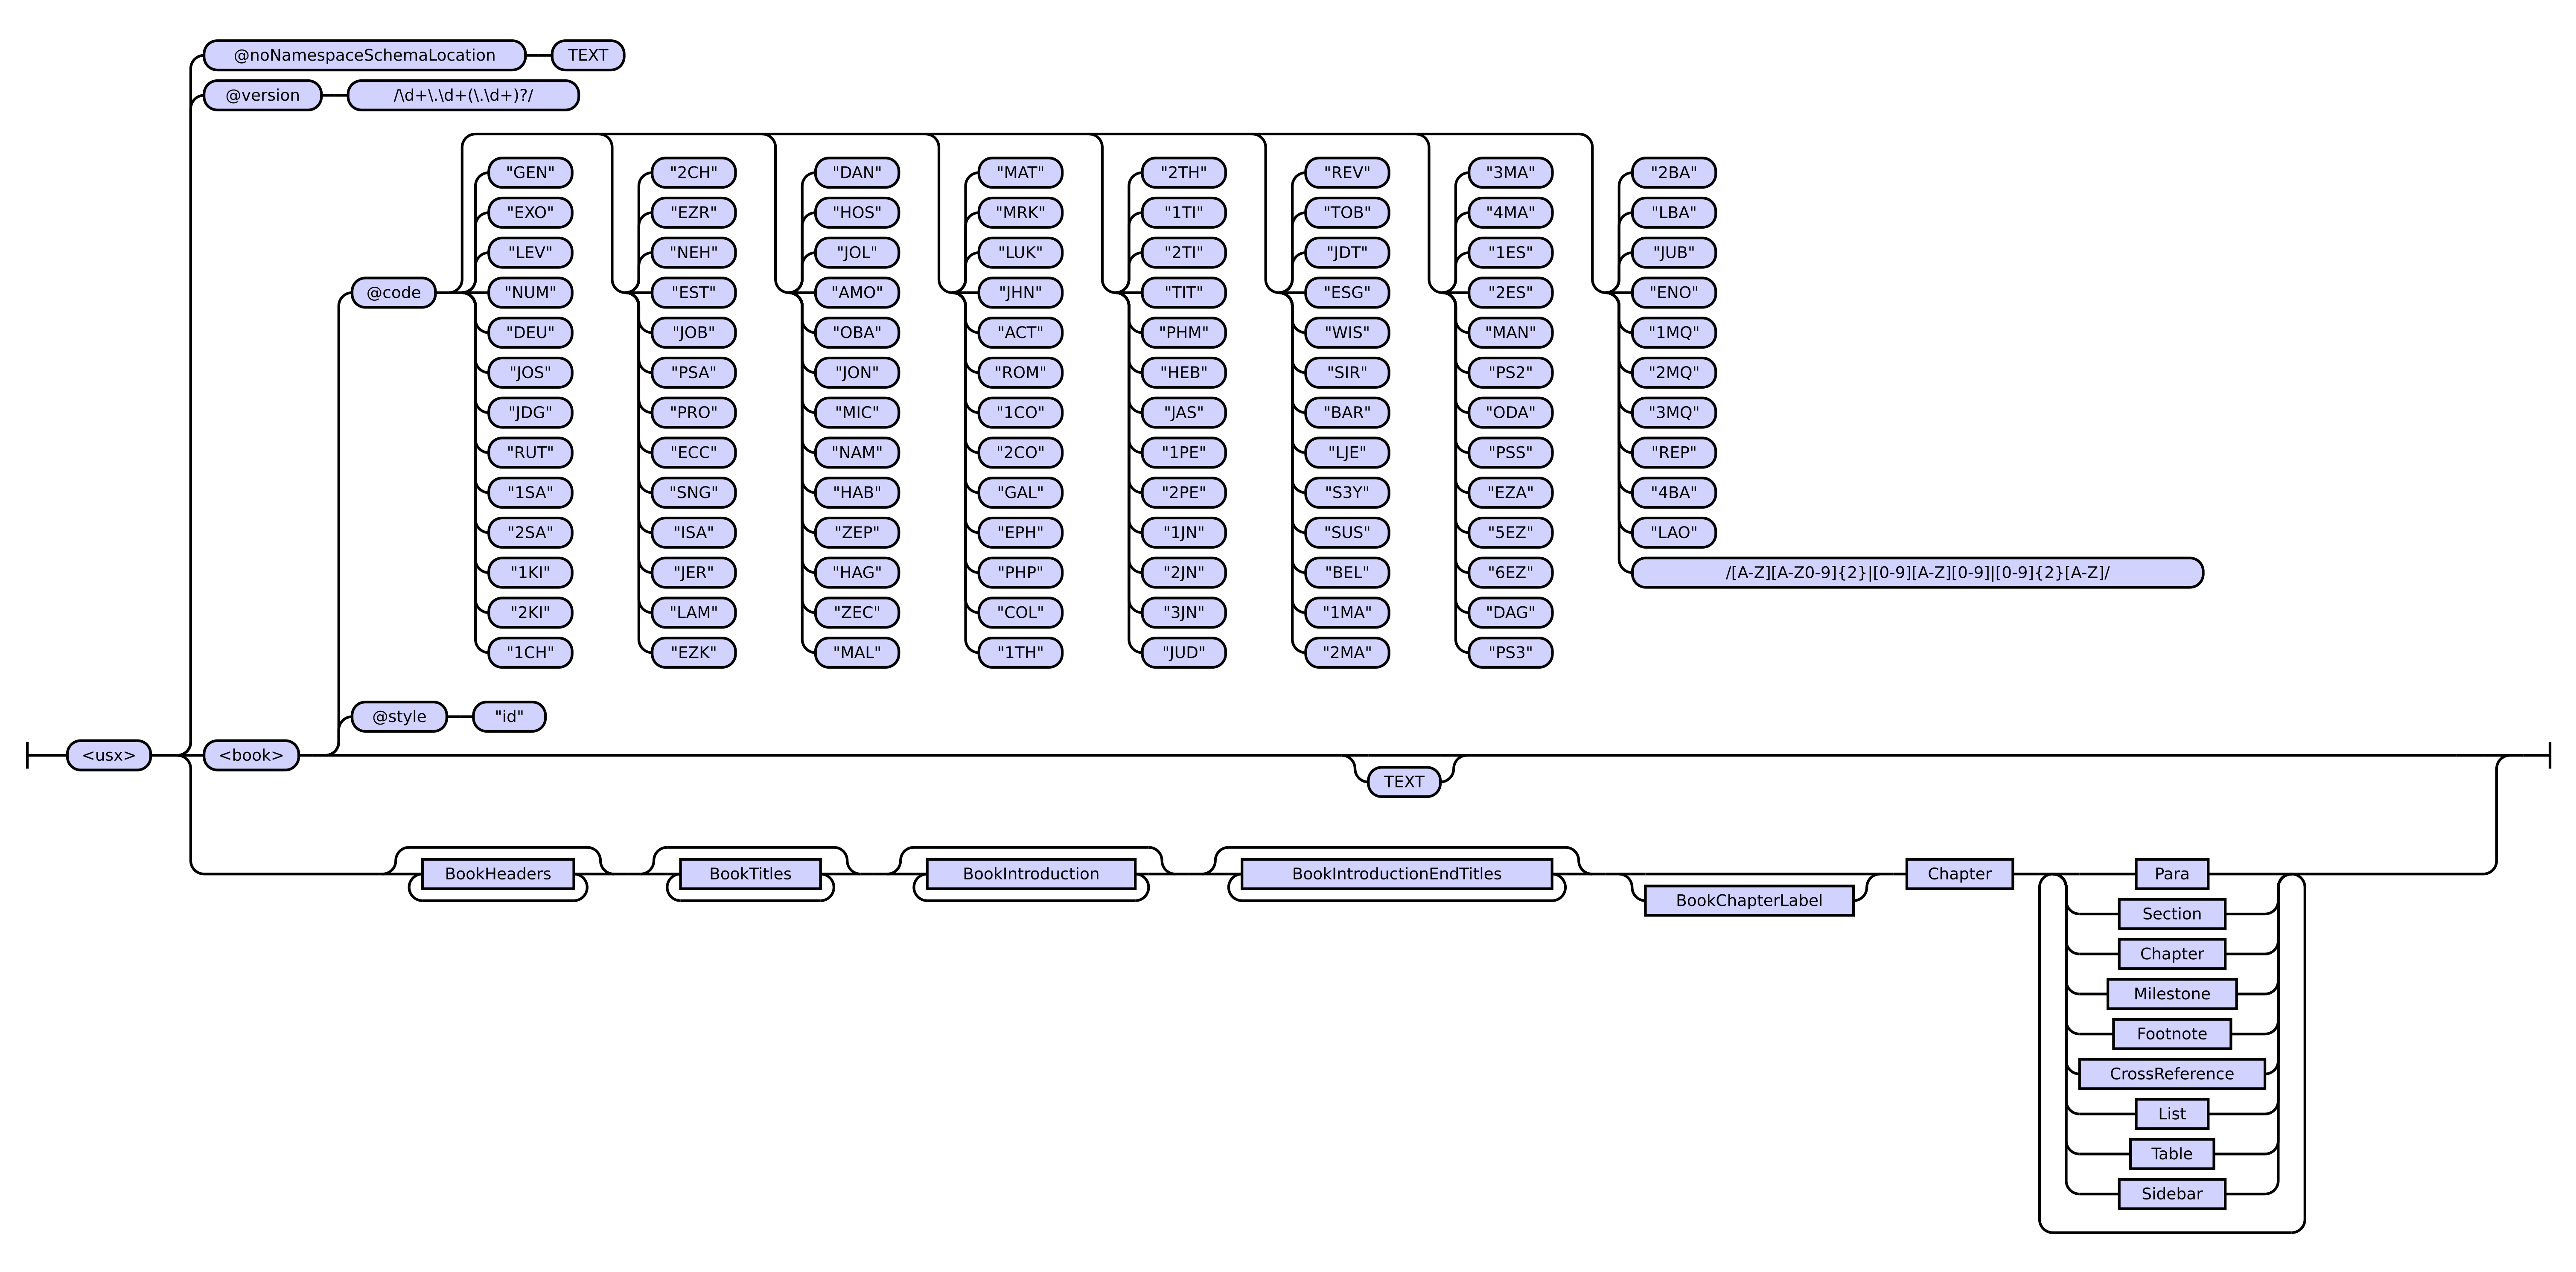 @noNamespaceSchemaLocation TEXT
@version /\d+\.\d+(\.\d+)?/
"GEN" "2CH" "DAN" "MAT" "2TH" "REV" "3MA" "2BA"
"EXO" "EZR" "HOS" "MRK" "1TI" "TOB" "4MA" "LBA"
"LEV" "NEH" "JOL" "LUK" "2TI" "JDT" "1ES" "JUB"
@code "NUM" "EST" "AMO" "JHN" "TIT" "ESG" "2ES" "ENO"
"DEU" "JOB" "OBA" "ACT" "PHM" "WIS" "MAN" "1MQ"
"JOS" "PSA" "JON" "ROM" "HEB" "SIR" "PS2" "2MQ"
"JDG" "PRO" "MIC" "1CO" "JAS" "BAR" "ODA" "3MQ"
"RUT" "ECC" "NAM" "2CO" "1PE" "LJE" "PSS" "REP"
"1SA" "SNG" "HAB" "GAL" "2PE" "S3Y" "EZA" "4BA"
"2SA" "ISA" "ZEP" "EPH" "1JN" "SUS" "5EZ" "LAO"
"1KI" "JER" "HAG" "PHP" "2JN" "BEL" "6EZ" /[A-Z][A-Z0-9]{2}|[0-9][A-Z][0-9]|[0-9]{2}[A-Z]/
"2KI" "LAM" "ZEC" "COL" "3JN" "1MA" "DAG"
"1CH" "EZK" "MAL" "1TH" "JUD" "2MA" "PS3"
@style "id"
<usx> <book>
TEXT
BookHeaders BookTitles BookIntroduction BookIntroductionEndTitles Chapter Para
BookChapterLabel
Section
Chapter
Milestone
Footnote
CrossReference
List
Table
Sidebar